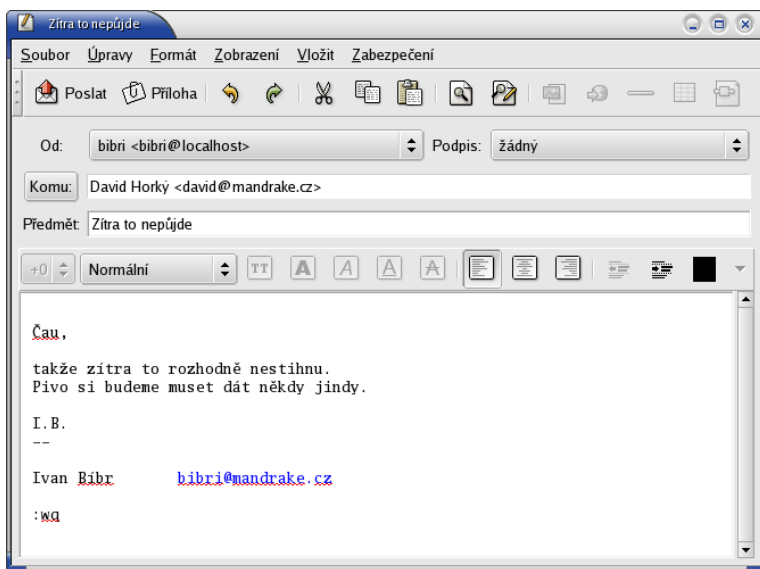 Zítra to nepůjde
Soubor Úpravy Formát Zobrazení Vložit Zabezpečení
Poslat Příloha
Od: bibri <bibri@localhost> Podpis: žádný
Komu: David Horký <david@mandrake.cz>
Předmět: Zítra to nepůjde
+0 Normální TT A A A A
Čau,
takže zítra to rozhodně nestihnu.
Pivo si budeme muset dát někdy jindy.
I.B.
--
Ivan Bíbr bibri@mandrake.cz
:wq